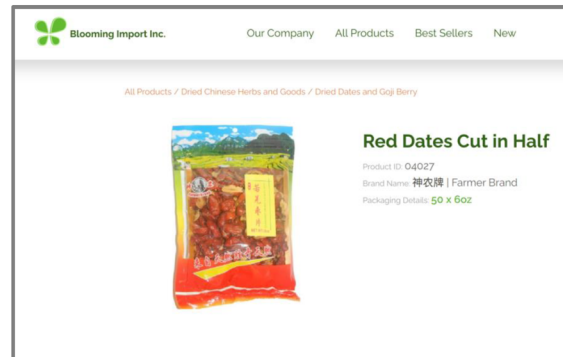 Blooming Import Inc.
Our Company
All Products
Best Sellers
New
All Products / Dried Chinese Herbs and Goods / Dried Dates and Goji Berry
Red Dates Cut in Half
Product ID: 04027
Brand Name: 神农牌 | Farmer Brand
Packaging Details: 50 x 6oz